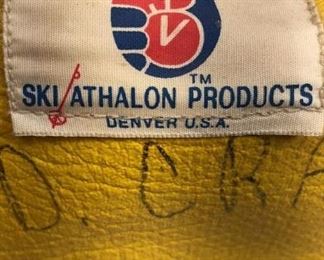 TM
SKI ATHALON PRODUCTS
DENVER U.S.A.
D. CRA